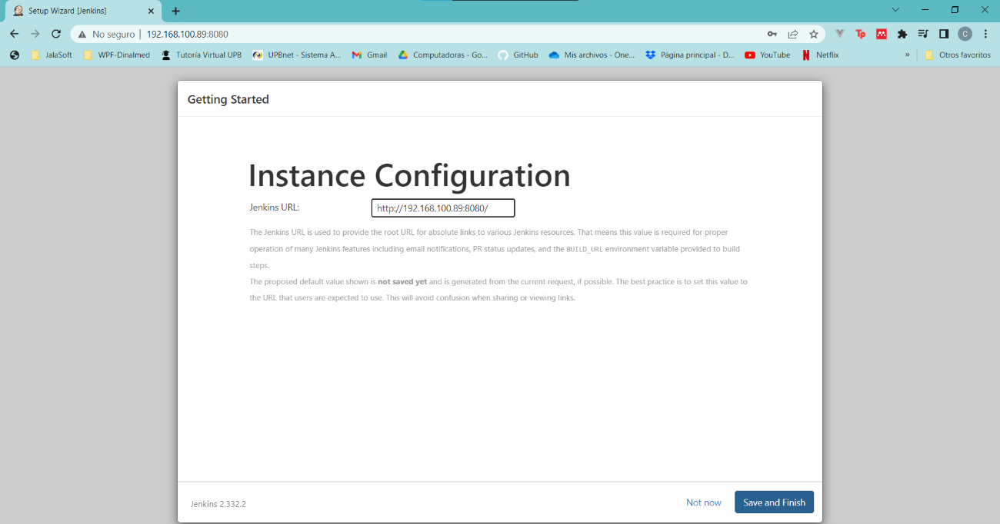 Setup Wizard [Jenkins]
No seguro | 192.168.100.89:8080
JalaSoft WPF-Dinalmed Tutoría Virtual UPB UPBnet - Sistema A... Gmail Computadoras - Go... GitHub Mis archivos - One... Página principal - D... YouTube Netflix » Otros favoritos
Getting Started
Instance Configuration
Jenkins URL: http://192.168.100.89:8080/
The Jenkins URL is used to provide the root URL for absolute links to various Jenkins resources. That means this value is required for proper
operation of many Jenkins features including email notifications, PR status updates, and the BUILD_URL environment variable provided to build
steps.
The proposed default value shown is not saved yet and is generated from the current request, if possible. The best practice is to set this value to
the URL that users are expected to use. This will avoid confusion when sharing or viewing links.
Jenkins 2.332.2 Not now Save and Finish